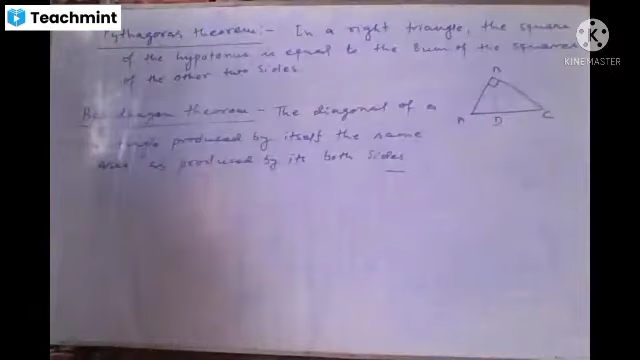 Teachmint
Pythagoras theorem:- In a right triangle, the square
of the hypotonus is equal to the sum of the squares
of the other two sides.
theorem - The diagonal of a
produced by itself the same
area as produced by its both sides
B
A D C
K
KINEMASTER